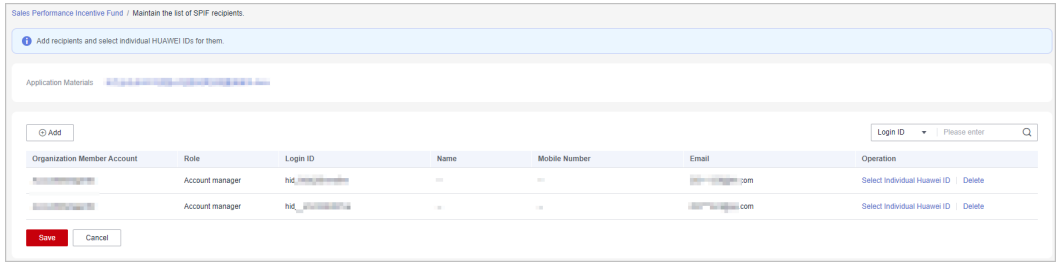 Sales Performance Incentive Fund / Maintain the list of SPIF recipients.
Add recipients and select individual HUAWEI IDs for them.
Application Materials
Add Login ID Please enter
Organization Member Account Role Login ID Name Mobile Number Email Operation
Account manager hid_ com Select Individual Huawei ID Delete
Account manager hid_ com Select Individual Huawei ID Delete
Save Cancel